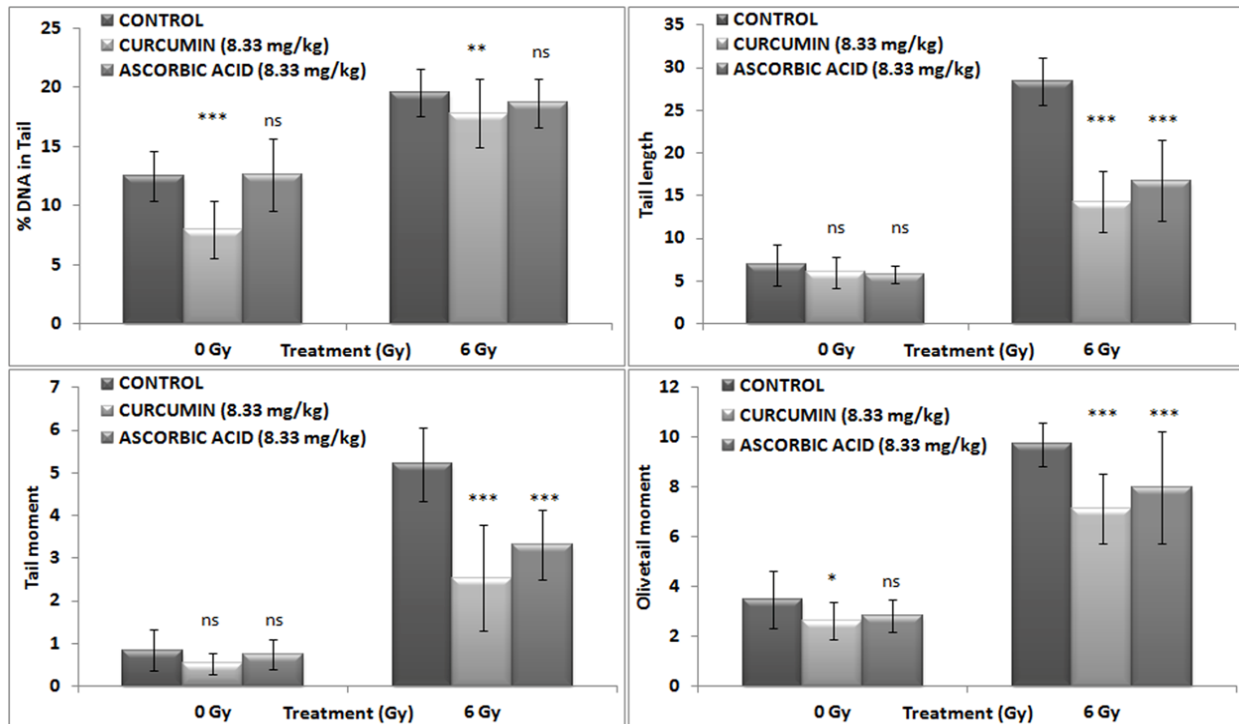 CONTROL
CURCUMIN (8.33 mg/kg)
ASCORBIC ACID (8.33 mg/kg)
% DNA in Tail
25
20
15
10
5
0
***
ns
**
ns
0 Gy Treatment (Gy) 6 Gy
CONTROL
CURCUMIN (8.33 mg/kg)
ASCORBIC ACID (8.33 mg/kg)
Tail length
35
30
25
20
15
10
5
0
ns
ns
***
***
0 Gy Treatment (Gy) 6 Gy
CONTROL
CURCUMIN (8.33 mg/kg)
ASCORBIC ACID (8.33 mg/kg)
Tail moment
7
6
5
4
3
2
1
0
ns
ns
***
***
0 Gy Treatment (Gy) 6 Gy
CONTROL
CURCUMIN (8.33 mg/kg)
ASCORBIC ACID (8.33 mg/kg)
Olivetail moment
12
10
8
6
4
2
0
*
ns
***
***
0 Gy Treatment (Gy) 6 Gy